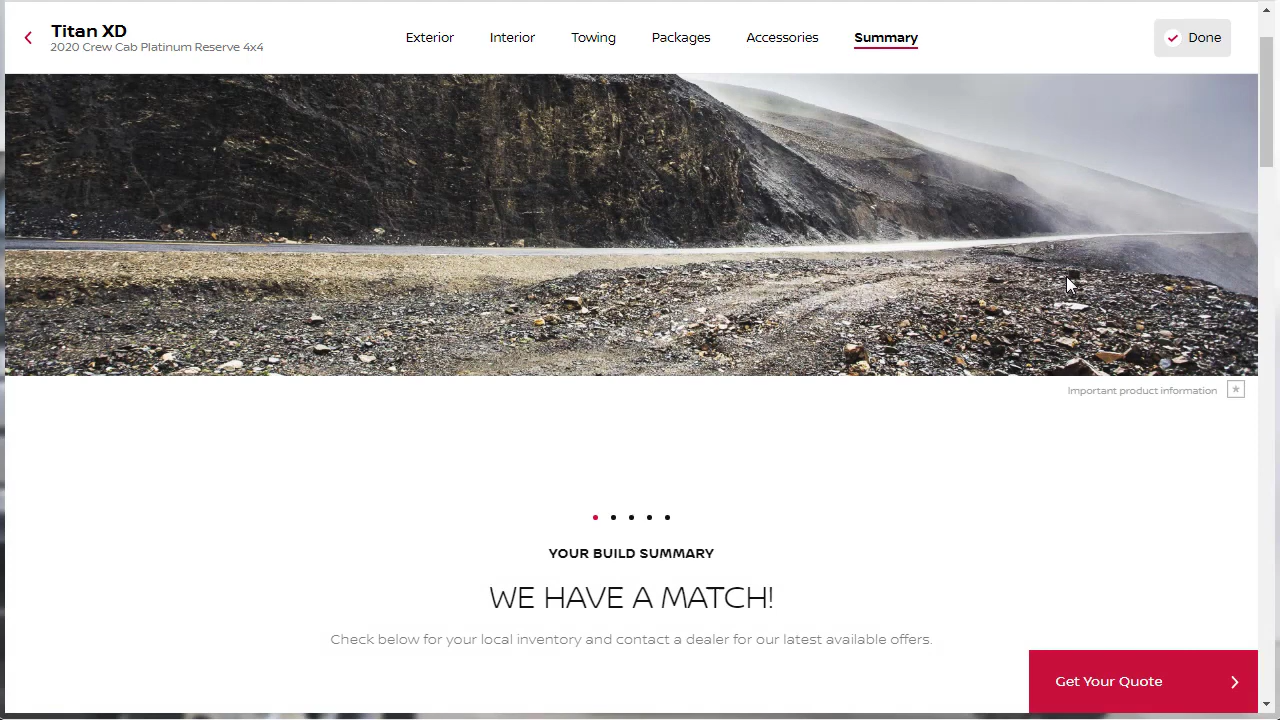 Titan XD
2020 Crew Cab Platinum Reserve 4x4
Exterior
Interior
Towing
Packages
Accessories
Summary
Done
Important product information
YOUR BUILD SUMMARY
WE HAVE A MATCH!
Check below for your local inventory and contact a dealer for our latest available offers.
Get Your Quote